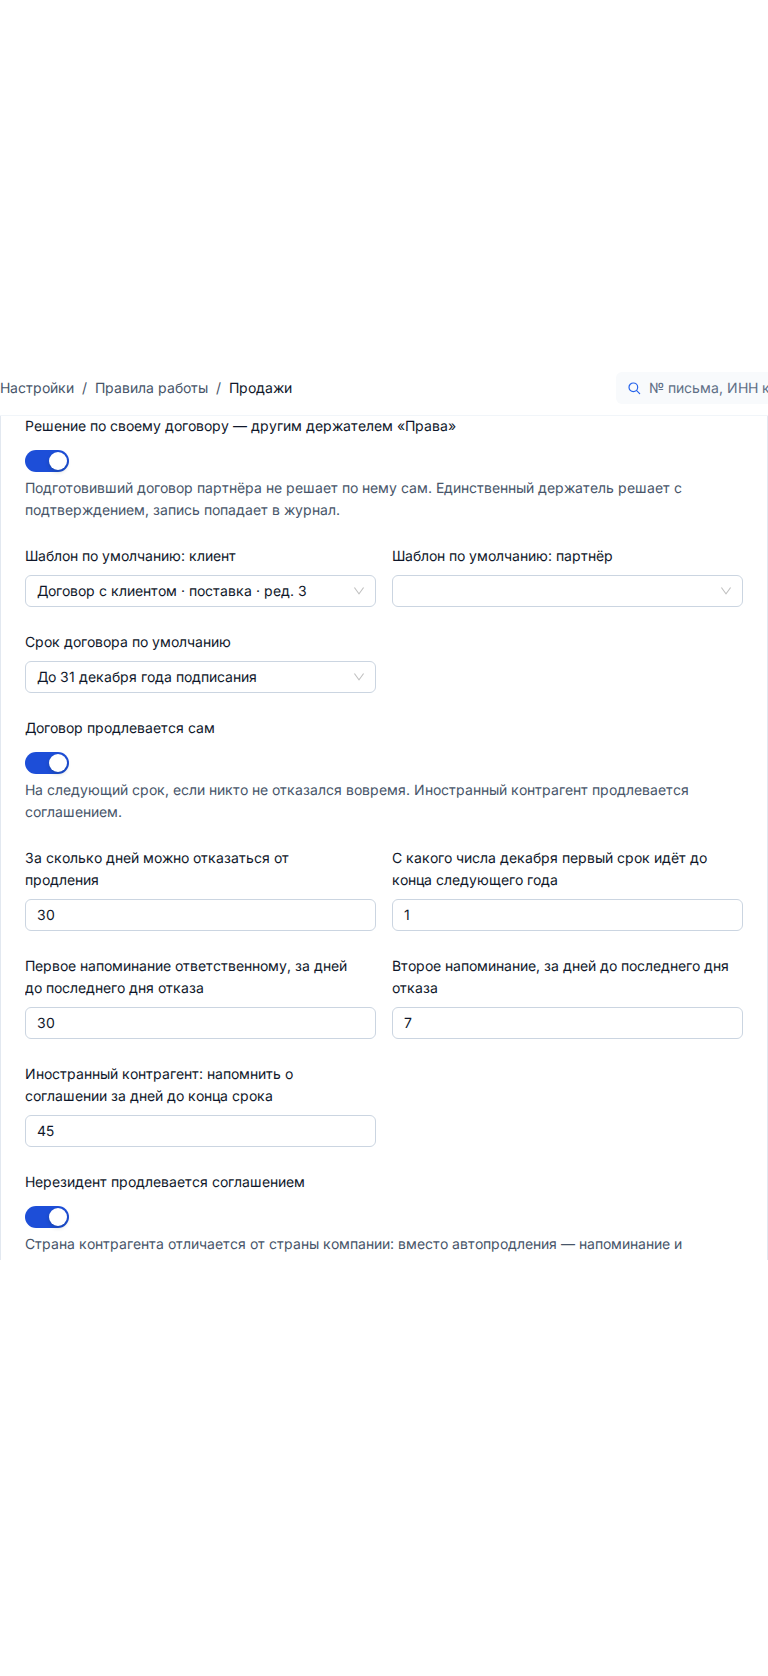 Настройки / Правила работы / Продажи
№ письма, ИНН к
Решение по своему договору — другим держателем «Права»
Подготовивший договор партнёра не решает по нему сам. Единственный держатель решает с
подтверждением, запись попадает в журнал.
Шаблон по умолчанию: клиент
Договор с клиентом · поставка · ред. 3
Шаблон по умолчанию: партнёр
Срок договора по умолчанию
До 31 декабря года подписания
Договор продлевается сам
На следующий срок, если никто не отказался вовремя. Иностранный контрагент продлевается
соглашением.
За сколько дней можно отказаться от
продления
30
С какого числа декабря первый срок идёт до
конца следующего года
1
Первое напоминание ответственному, за дней
до последнего дня отказа
30
Второе напоминание, за дней до последнего дня
отказа
7
Иностранный контрагент: напомнить о
соглашении за дней до конца срока
45
Нерезидент продлевается соглашением
Страна контрагента отличается от страны компании: вместо автопродления — напоминание и